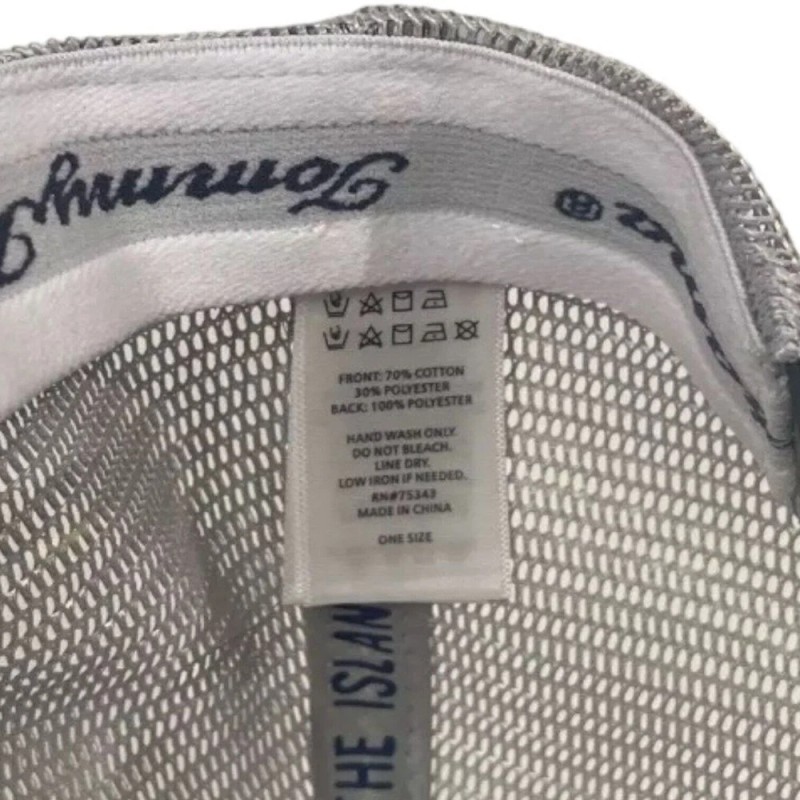 Tommy
®
FRONT: 70% COTTON
30% POLYESTER
BACK: 100% POLYESTER
HAND WASH ONLY.
DO NOT BLEACH.
LINE DRY.
LOW IRON IF NEEDED.
RN#75343
MADE IN CHINA
ONE SIZE
HE ISLAN